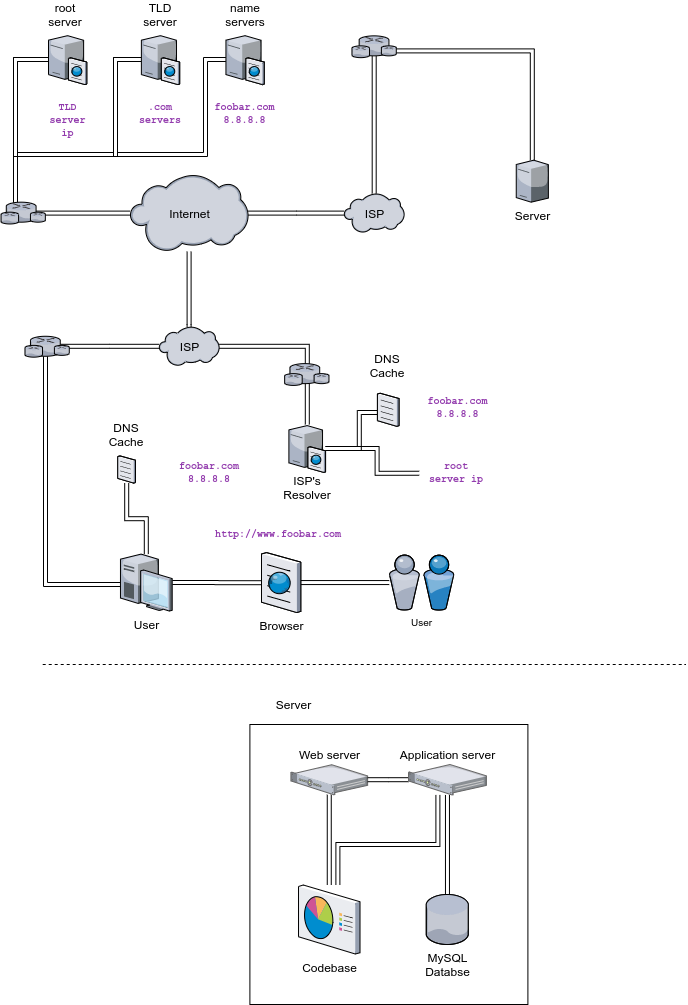 root
server
TLD
server
name
servers
TLD
server
ip
.com
servers
foobar.com
8.8.8.8
Internet
ISP
Server
ISP
DNS
Cache
foobar.com
8.8.8.8
DNS
Cache
foobar.com
8.8.8.8
root
server ip
ISP's
Resolver
http://www.foobar.com
User
Browser
User
Server
Web server
Application server
Codebase
MySQL
Databse